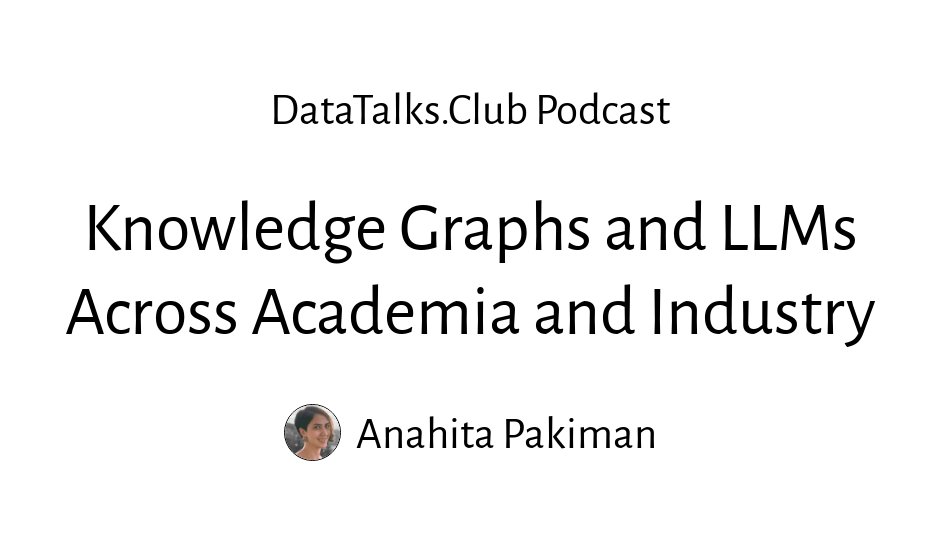 DataTalks.Club Podcast
Knowledge Graphs and LLMs
Across Academia and Industry
Anahita Pakiman